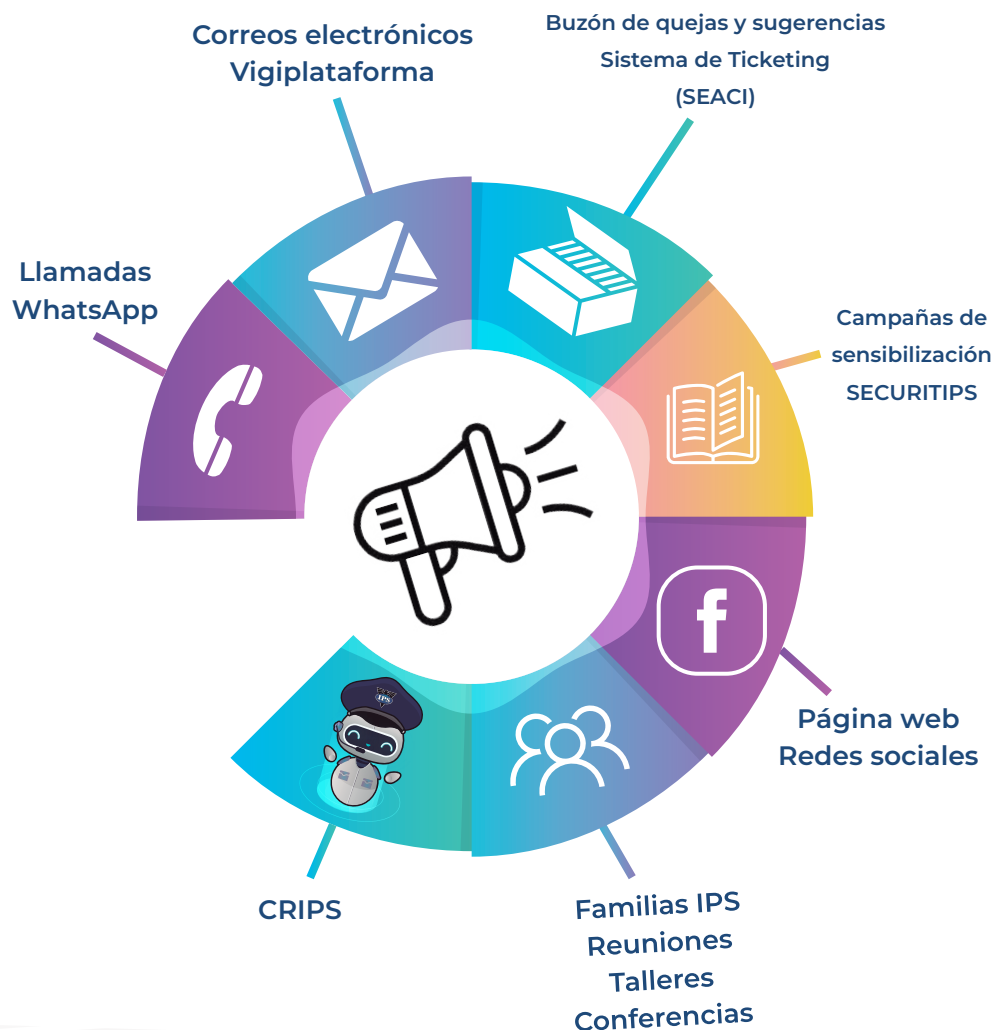 Correos electrónicos
Vigiplataforma
Buzón de quejas y sugerencias
Sistema de Ticketing
(SEACI)
Llamadas
WhatsApp
Campañas de
sensibilización
SECURITIPS
f
Página web
Redes sociales
IPS
CRIPS
Familias IPS
Reuniones
Talleres
Conferencias